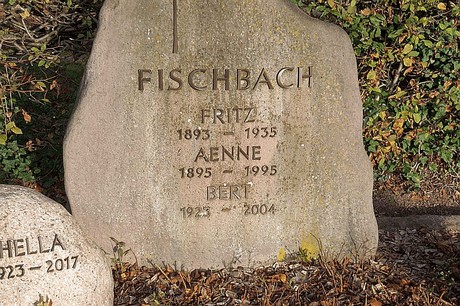 FISCHBACH
FRITZ
1893 – 1935
AENNE
1895 – 1995
BERT
1923 – 2004
HELLA
1923 - 2017